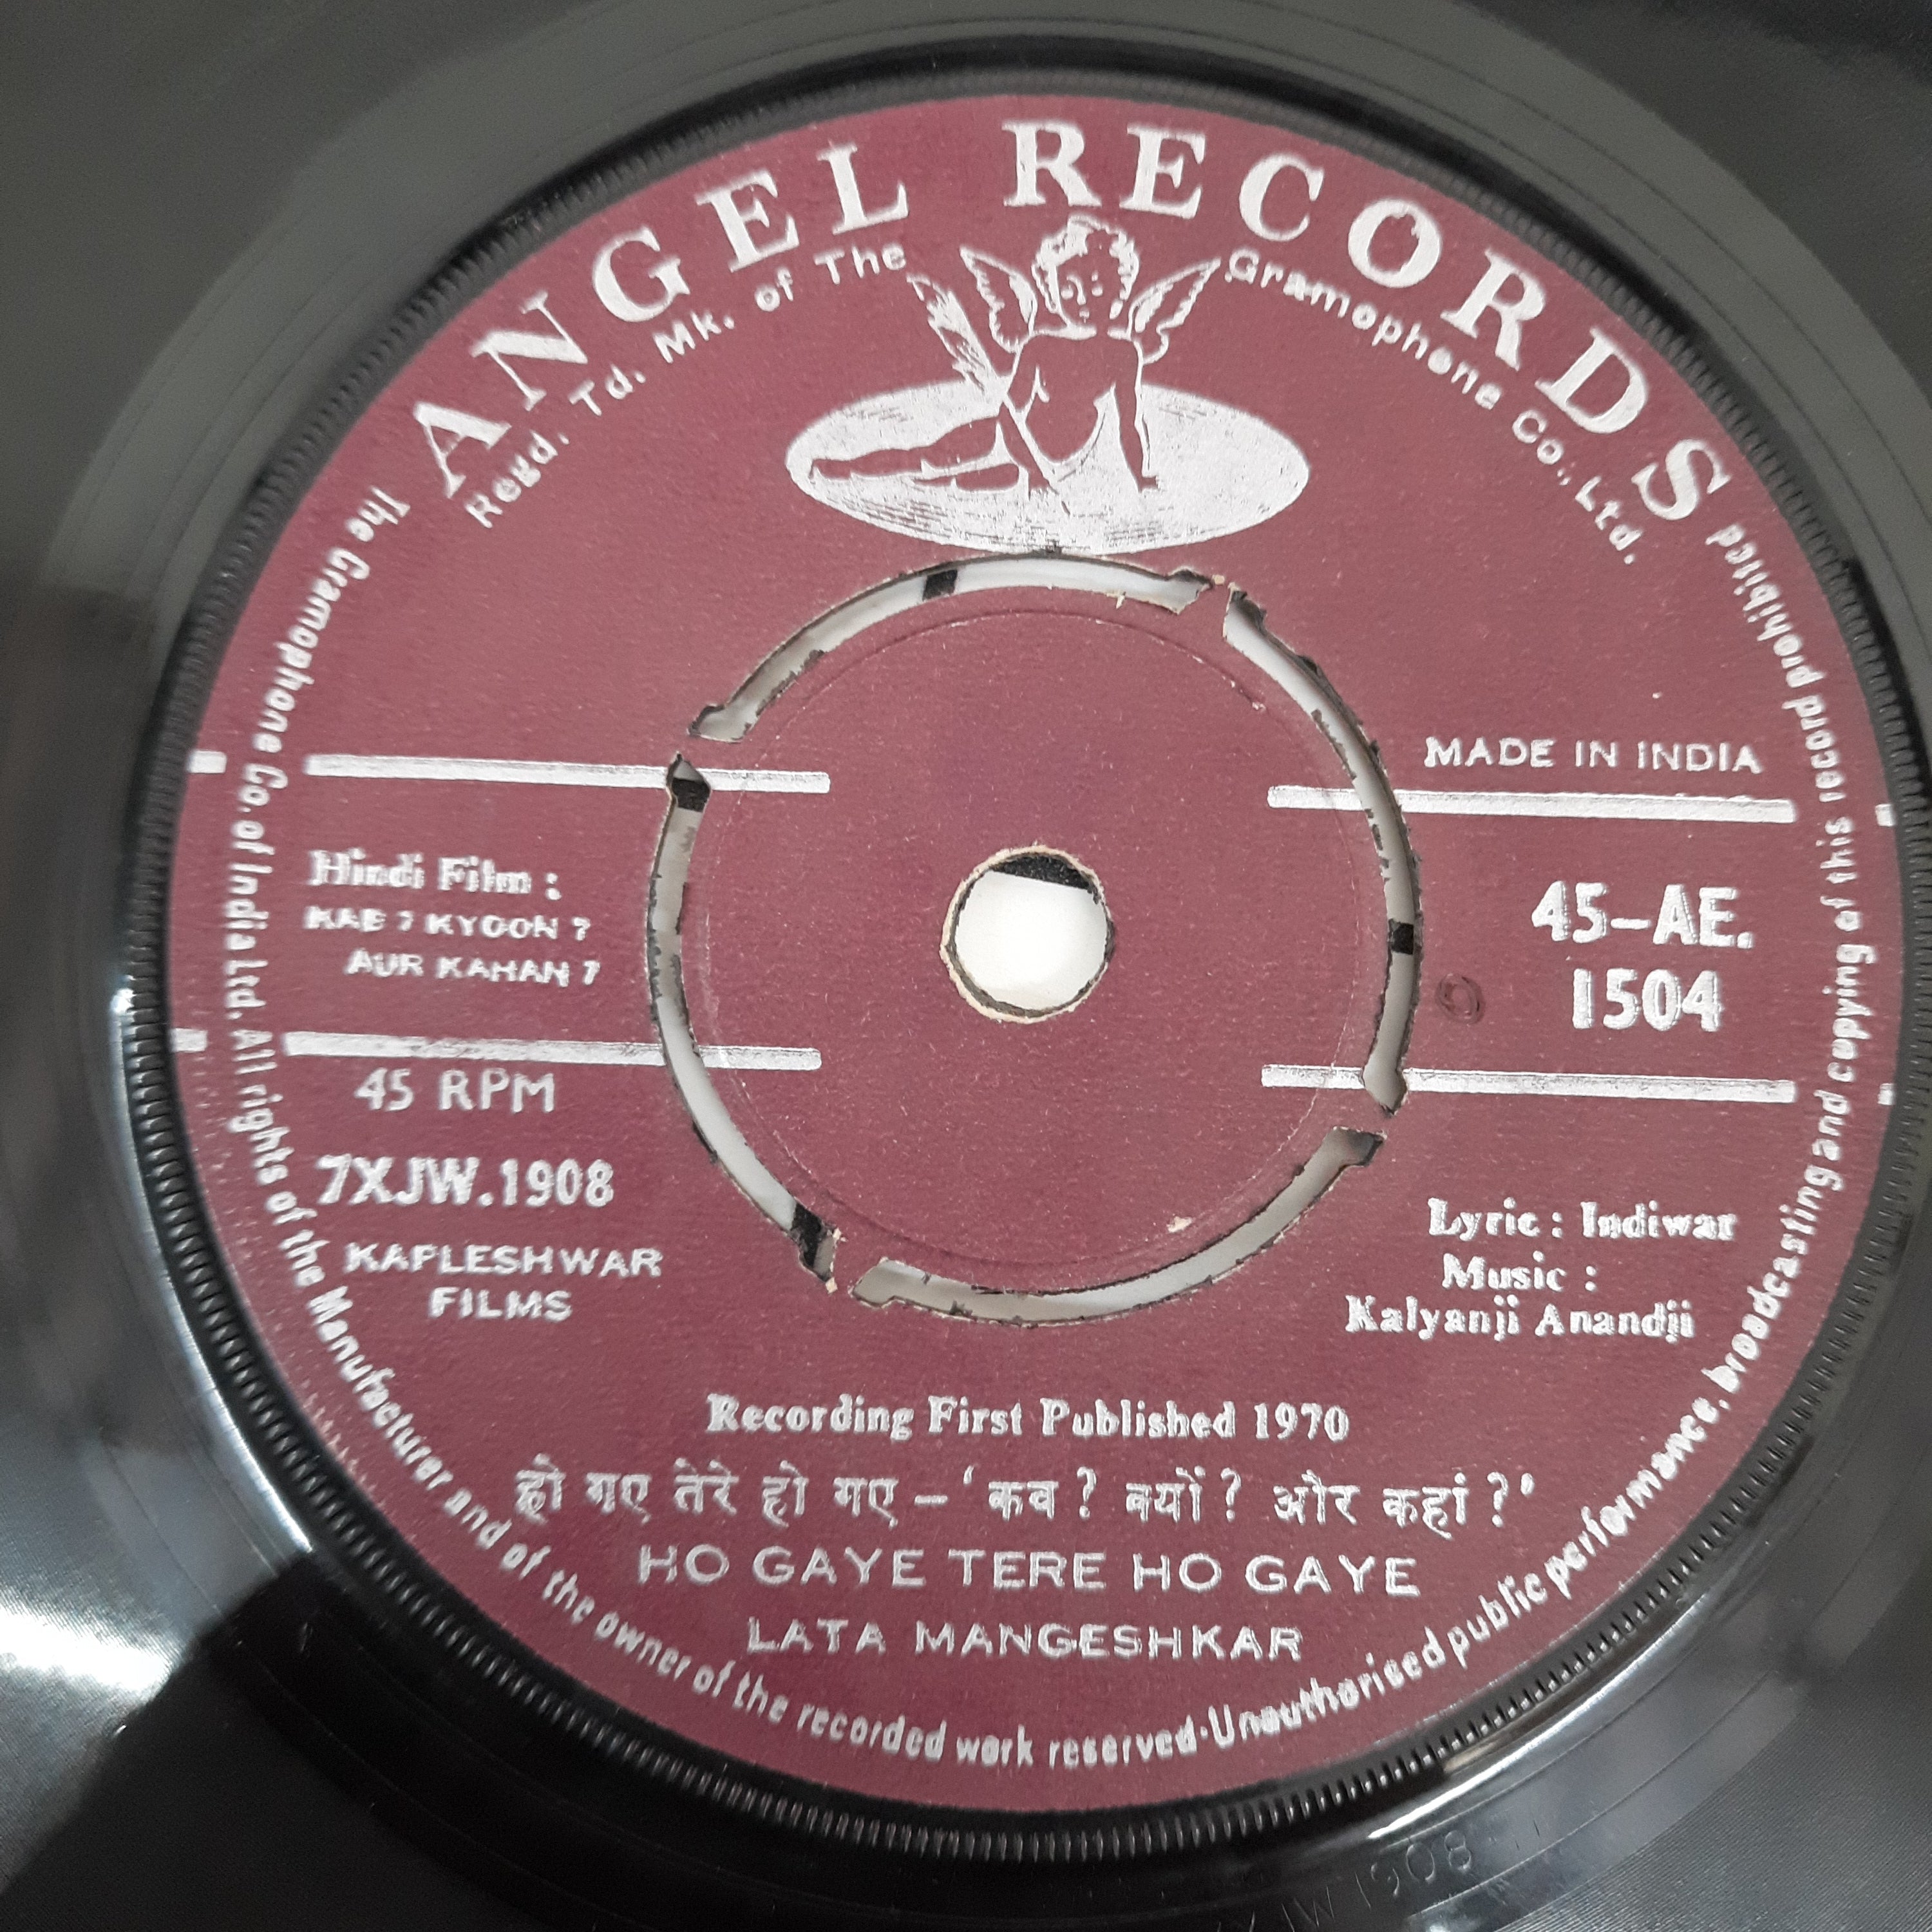 ANGEL RECORDS
Regd. Td. Mk. of The Gramophone Co., Ltd.
MADE IN INDIA
Hindi Film :
KAB ? KYOON ?
AUR KAHAN ?
45-AE.
1504
45 RPM
7XJW.1908
KAPLESHWAR
FILMS
Lyric : Indiwar
Music :
Kalyanji Anandji
Recording First Published 1970
हो गए तेरे हो गए – ‘कब ? क्यों ? और कहां ?’
HO GAYE TERE HO GAYE
LATA MANGESHKAR
The Gramophone Co. of India Ltd. All rights of the Manufacturer and of the owner of the recorded work reserved·Unauthorised public performance, broadcasting and copying of this record prohibited
1908